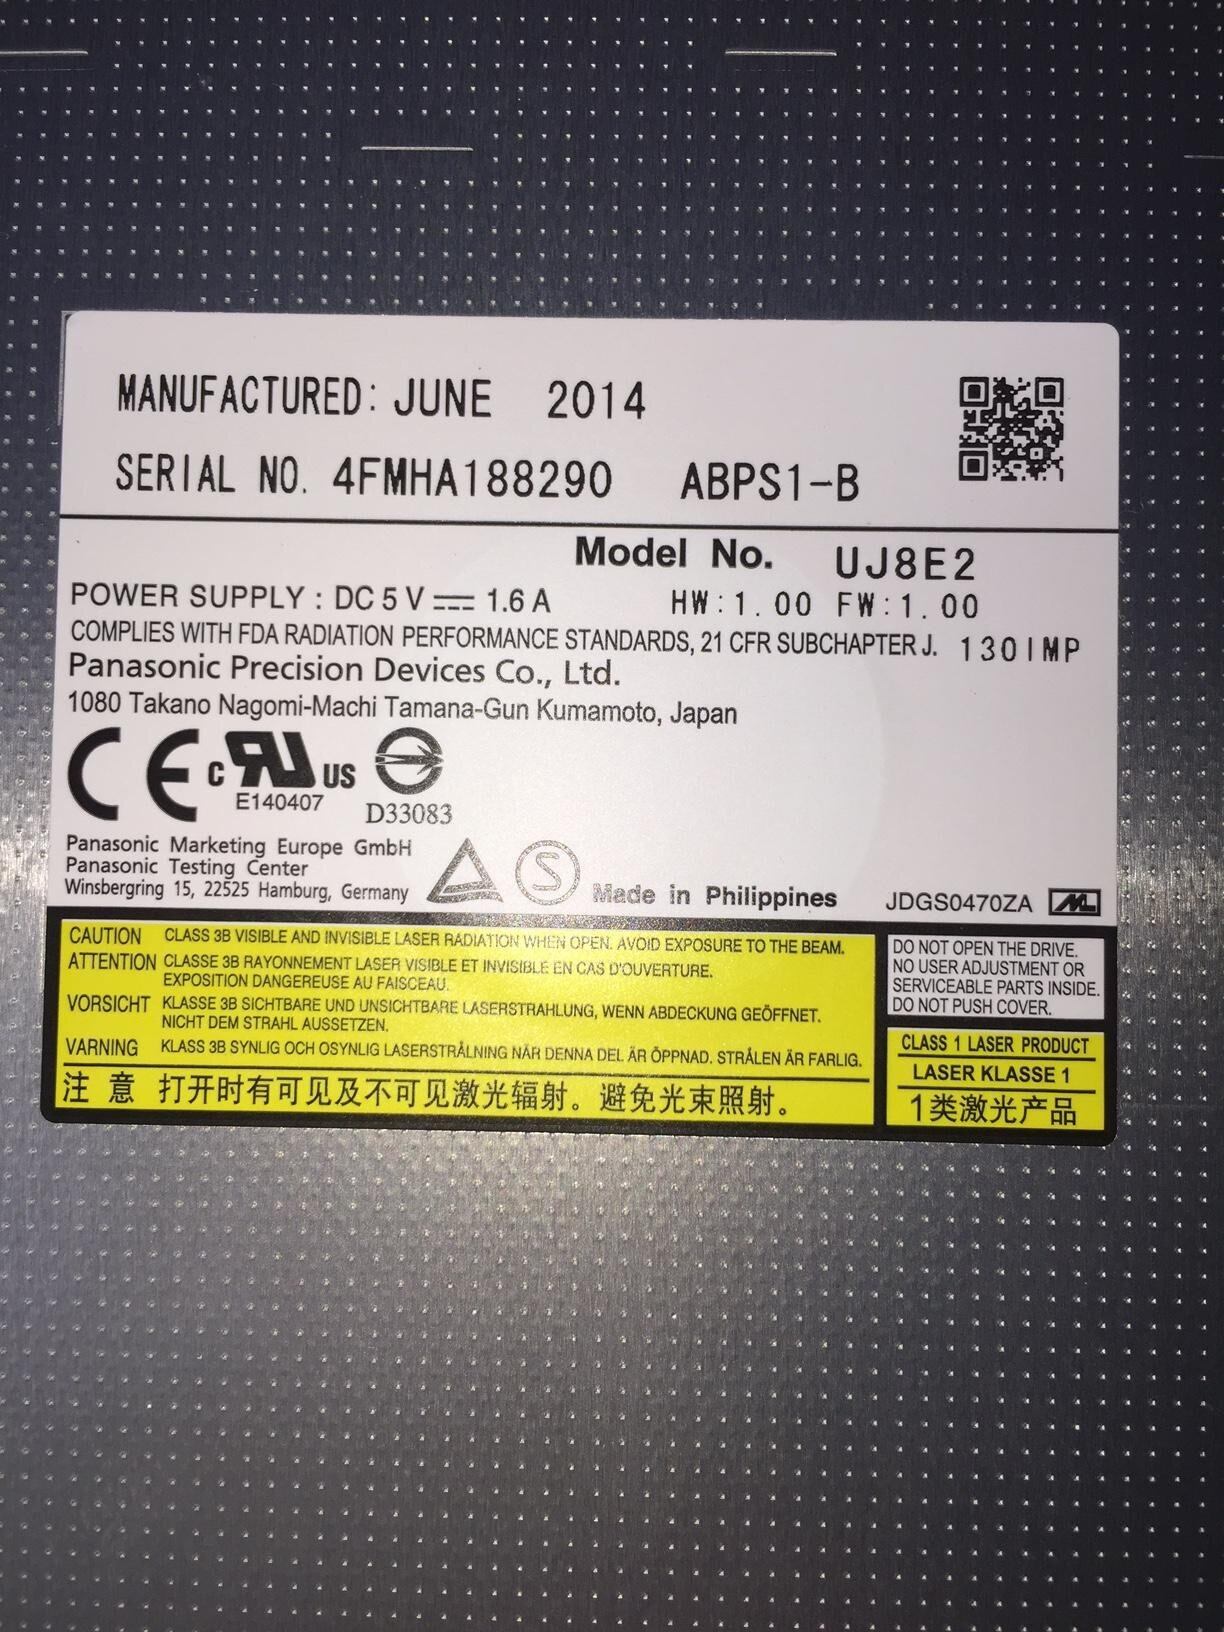 MANUFACTURED: JUNE 2014
SERIAL NO. 4FMHA188290 ABPS1-B
Model No. UJ8E2
POWER SUPPLY : DC 5 V ⎓ 1.6 A HW:1.00 FW:1.00
COMPLIES WITH FDA RADIATION PERFORMANCE STANDARDS, 21 CFR SUBCHAPTER J. 130IMP
Panasonic Precision Devices Co., Ltd.
1080 Takano Nagomi-Machi Tamana-Gun Kumamoto, Japan
CE c RU US
E140407
D33083
Panasonic Marketing Europe GmbH
Panasonic Testing Center
Winsbergring 15, 22525 Hamburg, Germany
S
Made in Philippines
JDGS0470ZA
CAUTION CLASS 3B VISIBLE AND INVISIBLE LASER RADIATION WHEN OPEN. AVOID EXPOSURE TO THE BEAM.
ATTENTION CLASSE 3B RAYONNEMENT LASER VISIBLE ET INVISIBLE EN CAS D'OUVERTURE.
EXPOSITION DANGEREUSE AU FAISCEAU.
VORSICHT KLASSE 3B SICHTBARE UND UNSICHTBARE LASERSTRAHLUNG, WENN ABDECKUNG GEÖFFNET.
NICHT DEM STRAHL AUSSETZEN.
VARNING KLASS 3B SYNLIG OCH OSYNLIG LASERSTRÅLNING NÄR DENNA DEL ÄR ÖPPNAD. STRÅLEN ÄR FARLIG.
注 意 打开时有可见及不可见激光辐射。避免光束照射。
DO NOT OPEN THE DRIVE.
NO USER ADJUSTMENT OR
SERVICEABLE PARTS INSIDE.
DO NOT PUSH COVER.
CLASS 1 LASER PRODUCT
LASER KLASSE 1
1类激光产品